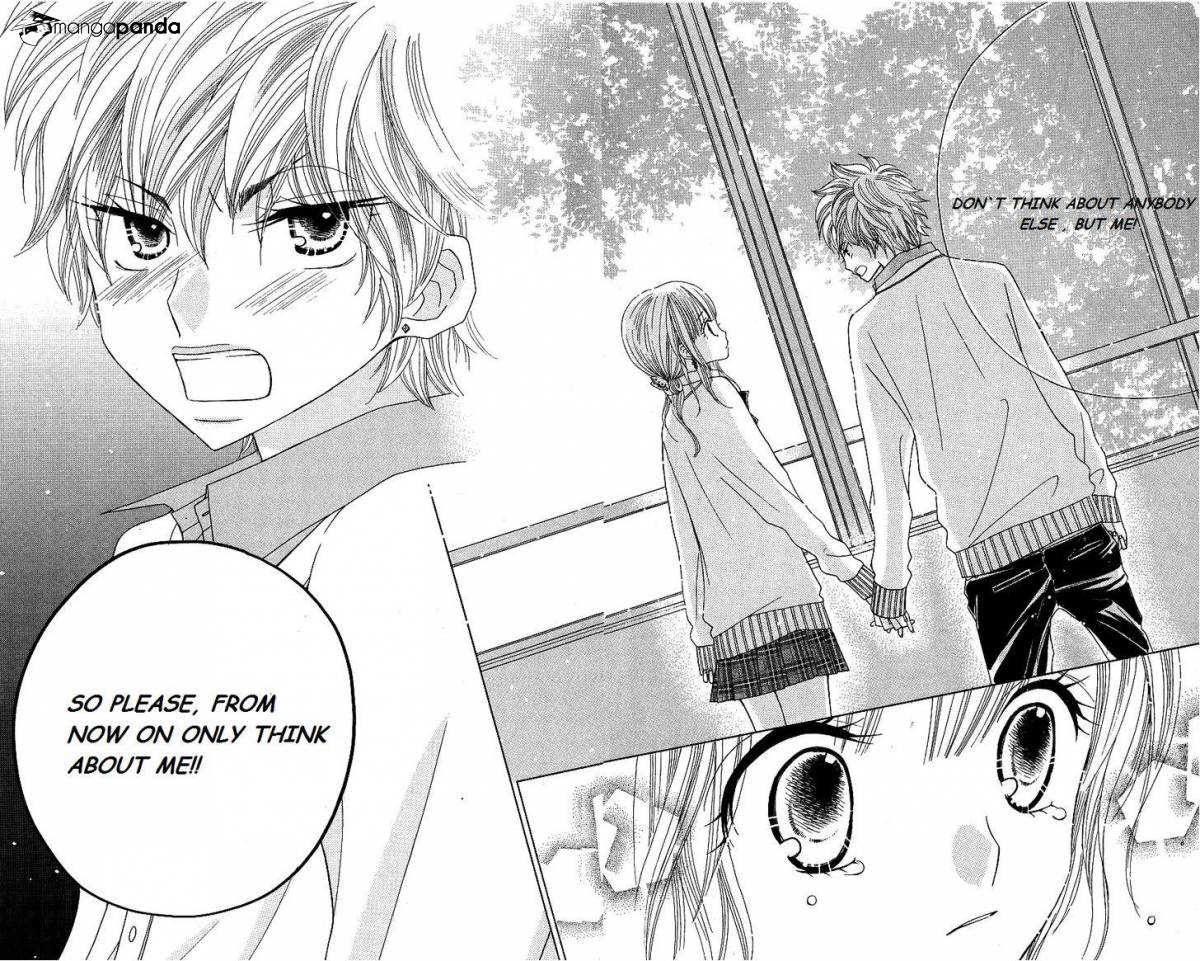 mangapanda
DON`T THINK ABOUT ANYBODY
ELSE , BUT ME!
SO PLEASE, FROM
NOW ON ONLY THINK
ABOUT ME!!